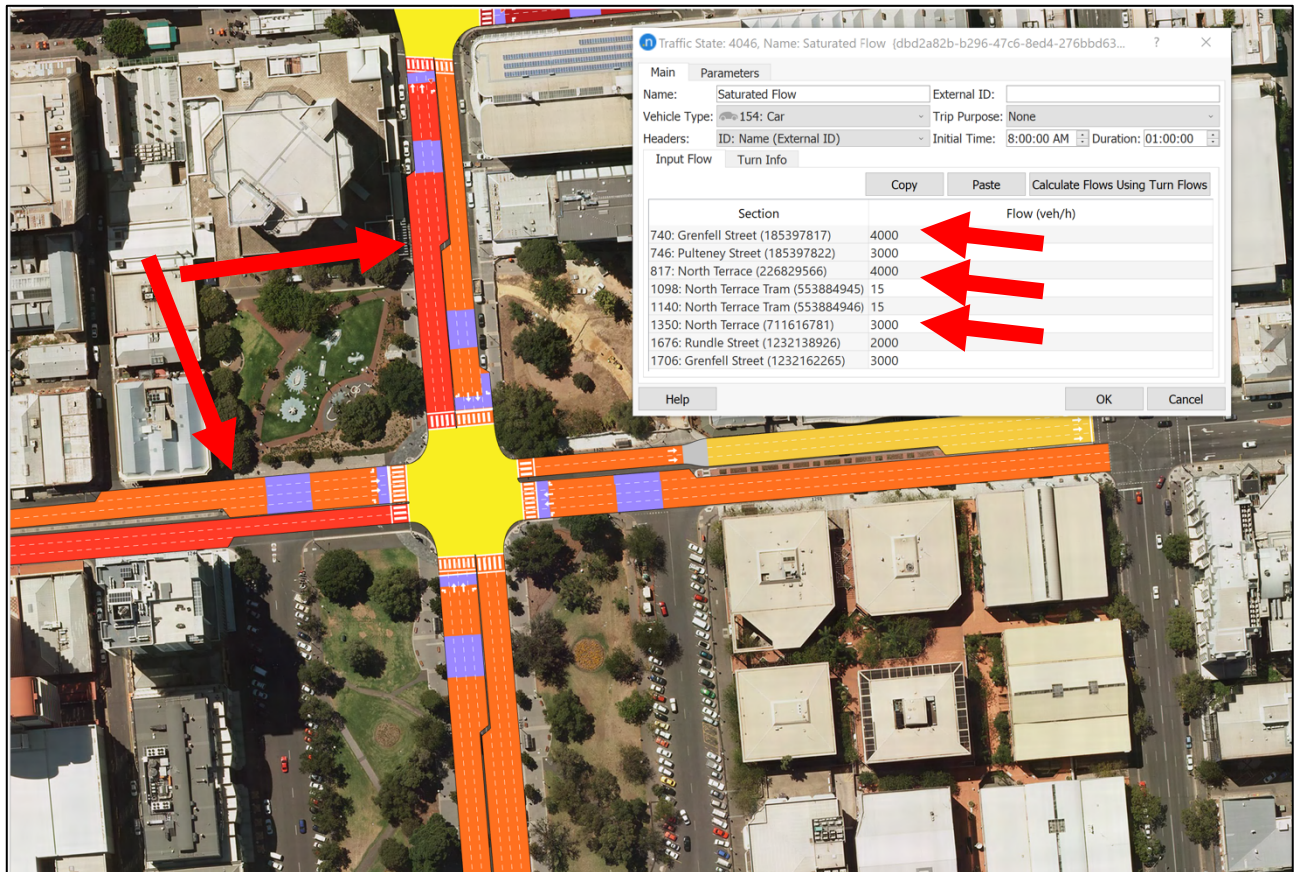 Traffic State: 4046, Name: Saturated Flow (dbd2a82b-b296-47c6-8ed4-276bbd63...
Main Parameters
Name: Saturated Flow External ID:
Vehicle Type: 154: Car Trip Purpose: None
Headers: ID: Name (External ID) Initial Time: 8:00:00 AM Duration: 01:00:00
Input Flow Turn Info
Copy Paste Calculate Flows Using Turn Flows
Section Flow (veh/h)
740: Grenfell Street (185397817) 4000
746: Pulteney Street (185397822) 3000
817: North Terrace (226829566) 4000
1098: North Terrace Tram (553884945) 15
1140: North Terrace Tram (553884946) 15
1350: North Terrace (711616781) 3000
1676: Rundle Street (1232138926) 2000
1706: Grenfell Street (1232162265) 3000
Help OK Cancel